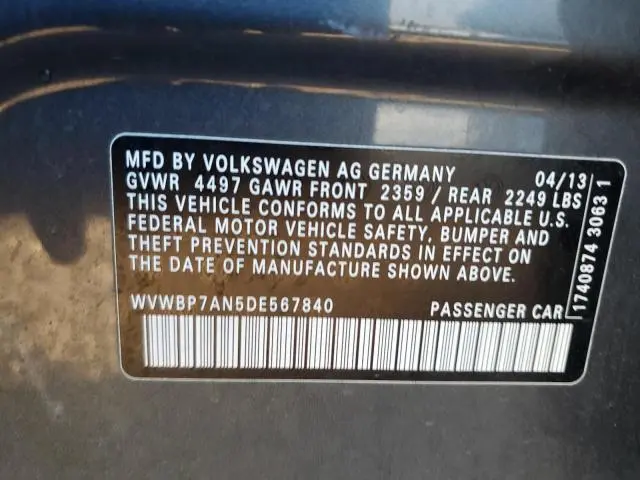 MFD BY VOLKSWAGEN AG GERMANY 04/13
GVWR 4497 GAWR FRONT 2359 / REAR 2249 LBS
THIS VEHICLE CONFORMS TO ALL APPLICABLE U.S.
FEDERAL MOTOR VEHICLE SAFETY, BUMPER AND
THEFT PREVENTION STANDARDS IN EFFECT ON
THE DATE OF MANUFACTURE SHOWN ABOVE.
WVWBP7AN5DE567840 PASSENGER CAR
1740874 3063 1